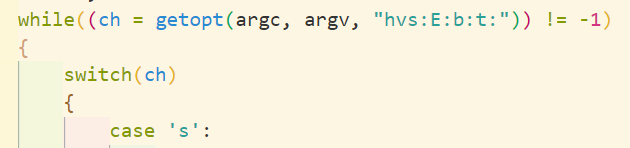 while((ch = getopt(argc, argv, "hvs:E:b:t:")) != -1)
{
switch(ch)
{
case 's':